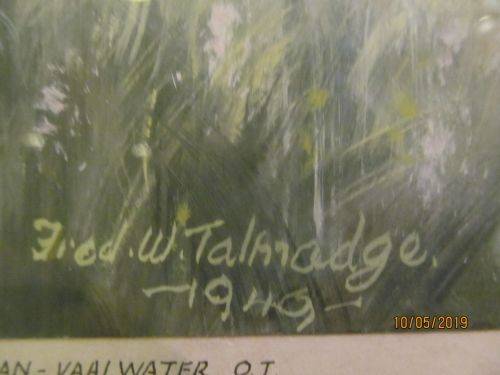 Fred.W.Talmadge.
-1949-
10/05/2019
AN - VAALWATER O.T.